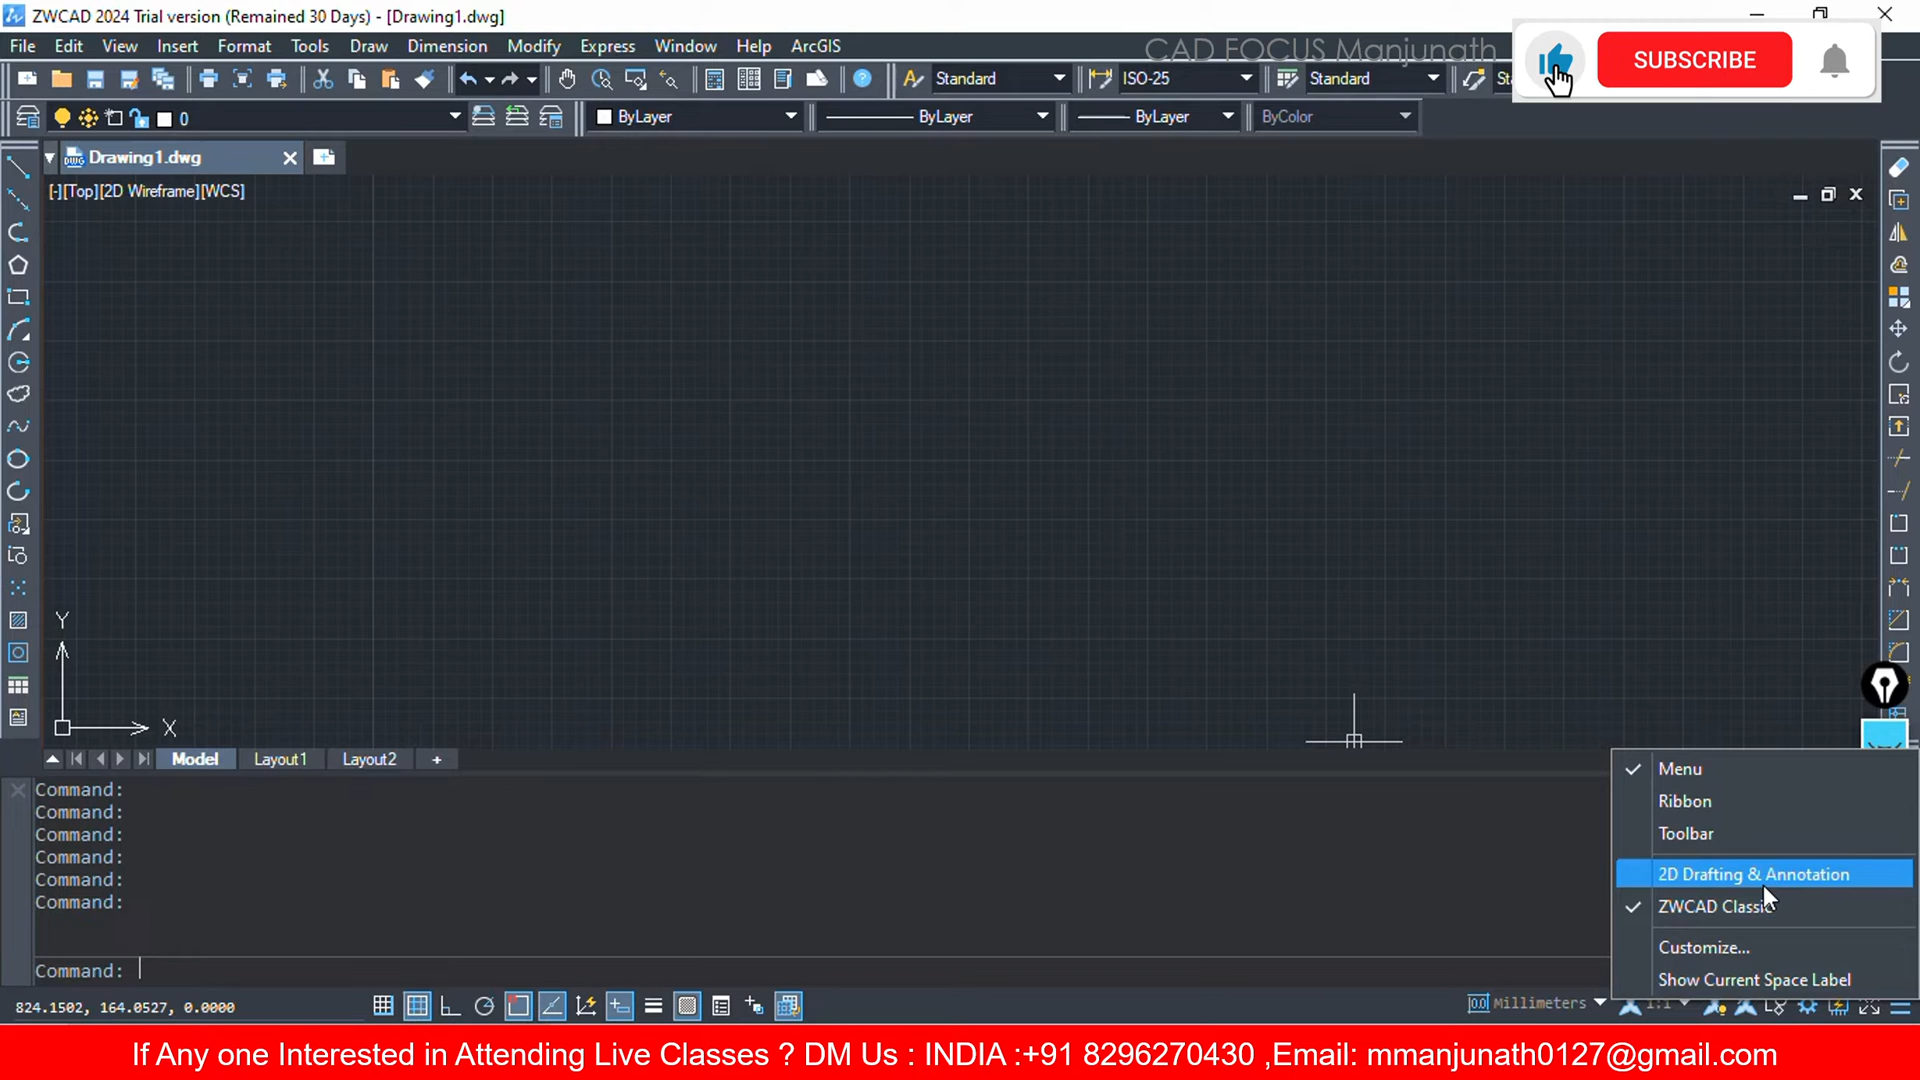 ZWCAD 2024 Trial version (Remained 30 Days) - [Drawing1.dwg]
File Edit View Insert Format Tools Draw Dimension Modify Express Window Help ArcGIS
CAD FOCUS Manjunath
SUBSCRIBE
Standard ISO-25 Standard
0 ByLayer ByLayer ByLayer ByColor
Drawing1.dwg
[-][Top][2D Wireframe][WCS]
Y
X
Model Layout1 Layout2 +
Command:
Command:
Command:
Command:
Command:
Command:
Command:
Menu
Ribbon
Toolbar
2D Drafting & Annotation
ZWCAD Classic
Customize...
Show Current Space Label
824.1502, 164.0527, 0.0000
Millimeters 1:1
If Any one Interested in Attending Live Classes ? DM Us : INDIA :+91 8296270430 ,Email: mmanjunath0127@gmail.com